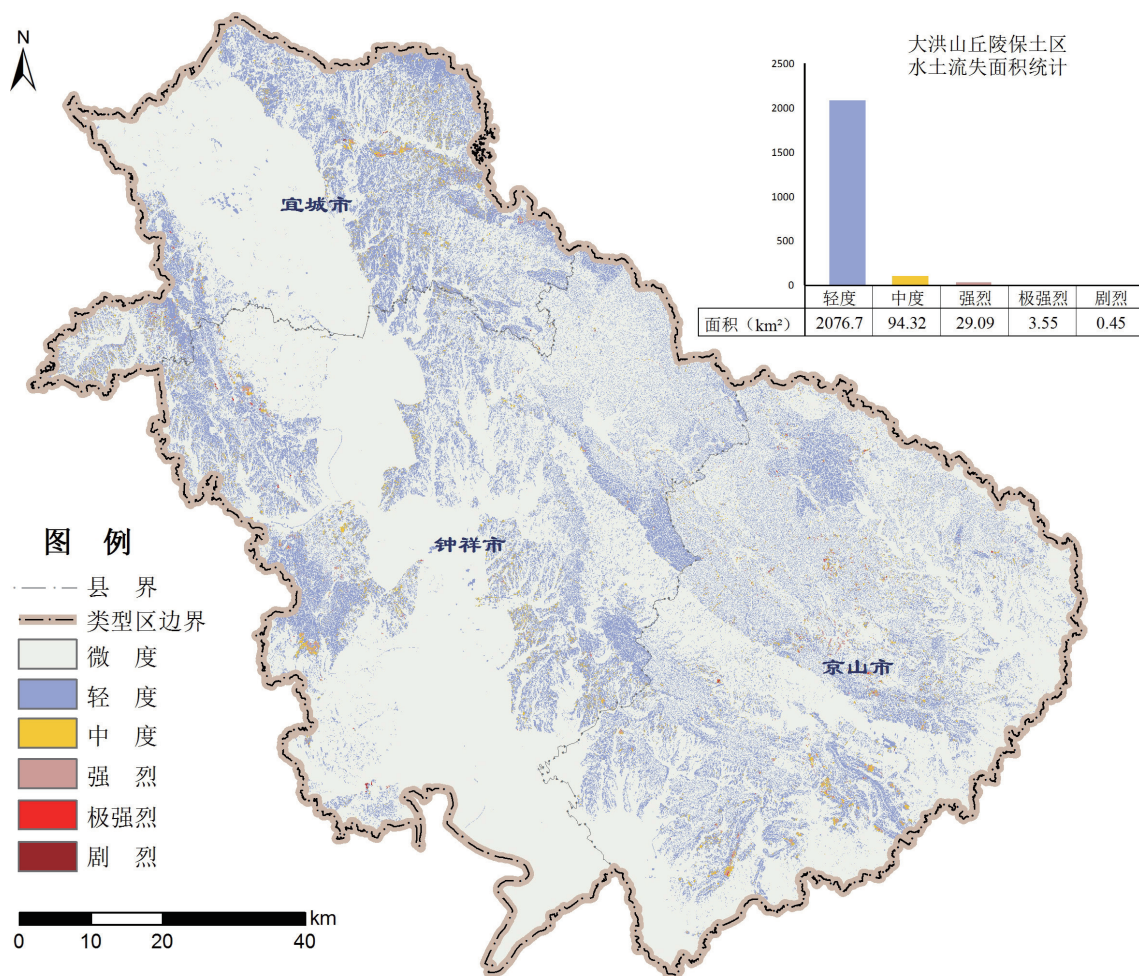 N
大洪山丘陵保土区
水土流失面积统计
2500
2000
1500
1000
500
0
轻度 中度 强烈 极强烈 剧烈
面积（km²） 2076.7 94.32 29.09 3.55 0.45
宜城市
钟祥市
京山市
图 例
县 界
类型区边界
微 度
轻 度
中 度
强 烈
极强烈
剧 烈
km
0 10 20 40